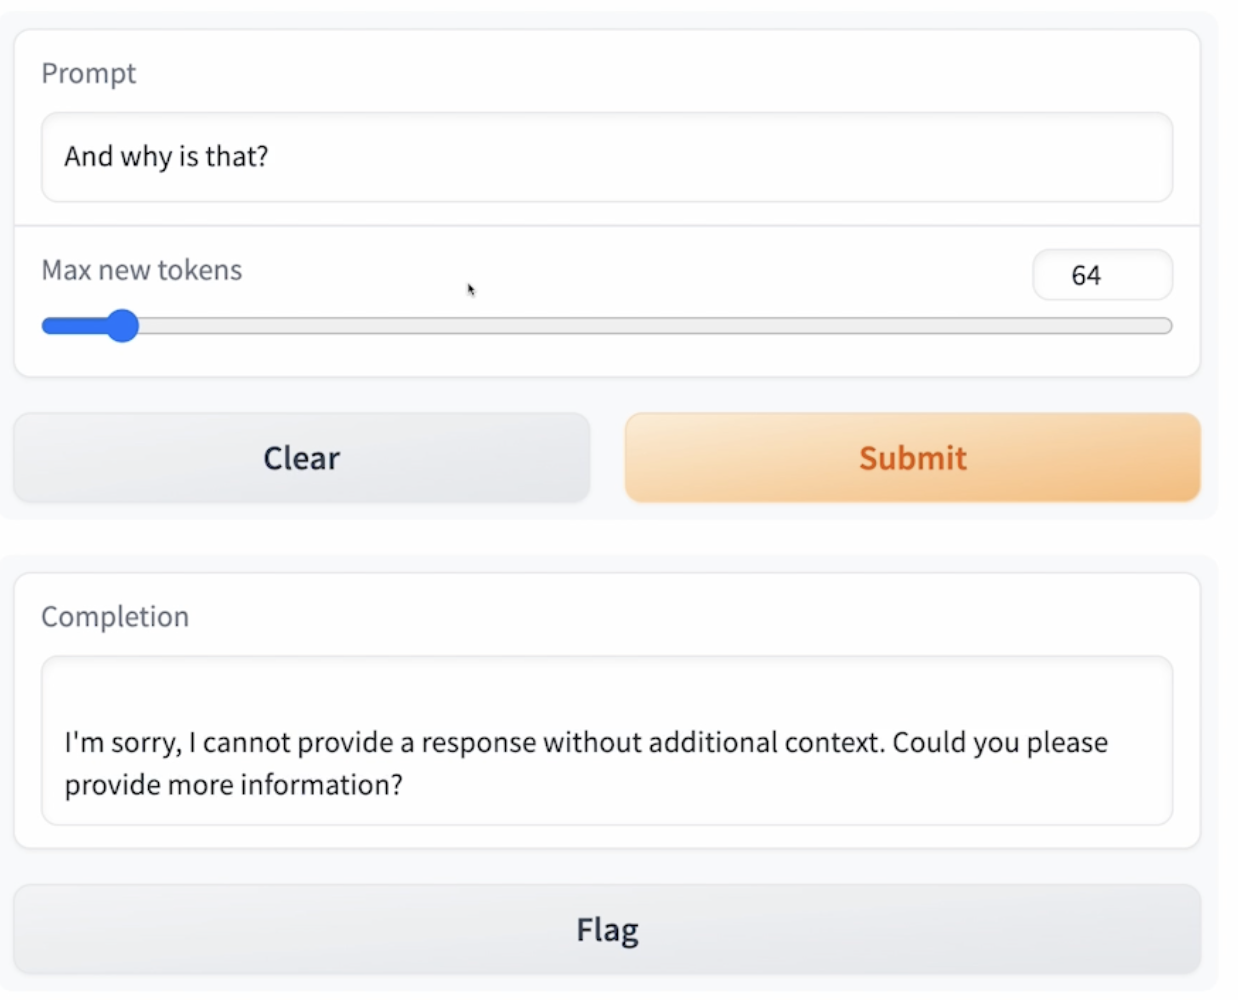 Prompt
And why is that?
Max new tokens
64
Clear
Submit
Completion
I'm sorry, I cannot provide a response without additional context. Could you please
provide more information?
Flag